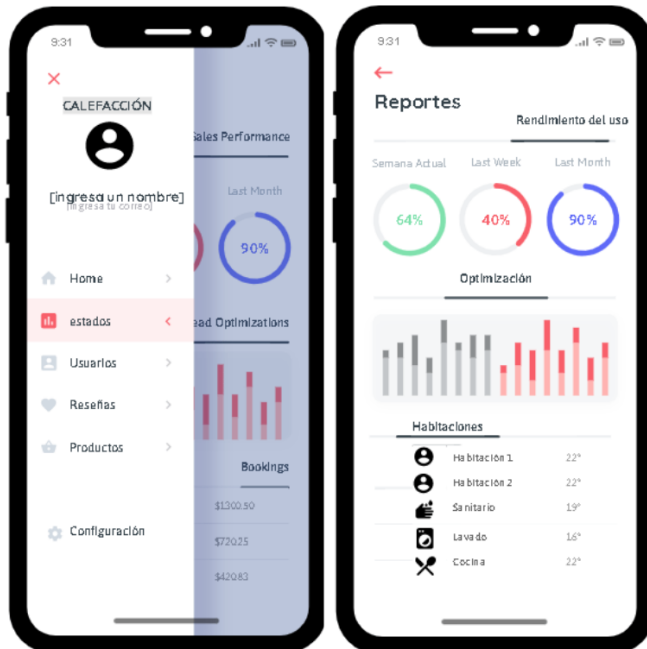 9:31
CALEFACCIÓN
[ingresa un nombre]
[ingresa tu correo]
Home
estados
Usuarios
Reseñas
Productos
Configuración
Sales Performance
Last Month
90%
ead Optimizations
Bookings
$1300.50
$720.25
$420.83
9:31
Reportes
Rendimiento del uso
Semana Actual Last Week Last Month
64% 40% 90%
Optimización
Habitaciones
Habitación 1 22°
Habitación 2 22°
Sanitario 19°
Lavado 16°
Cocina 22°